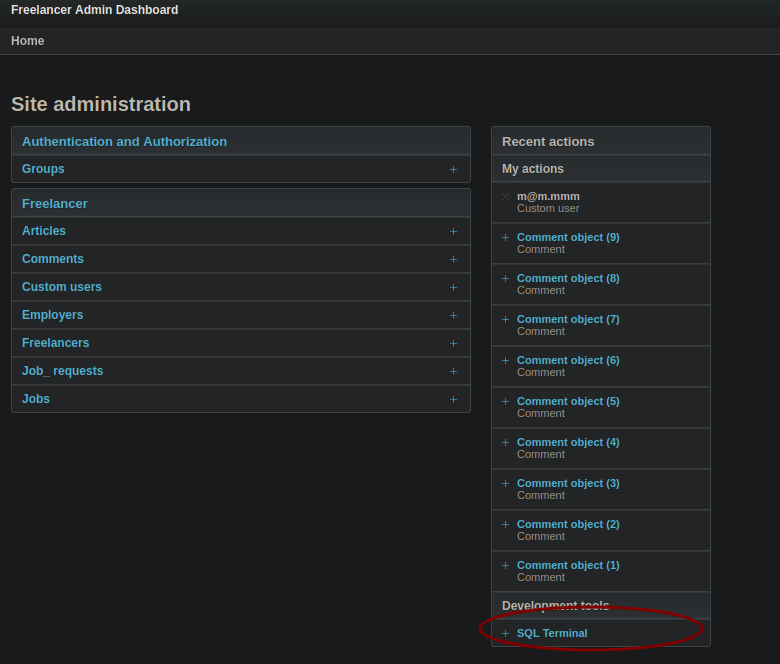 Freelancer Admin Dashboard
Home
Site administration
Authentication and Authorization
Groups
Freelancer
Articles
Comments
Custom users
Employers
Freelancers
Job_ requests
Jobs
Recent actions
My actions
m@m.mmm
Custom user
Comment object (9)
Comment
Comment object (8)
Comment
Comment object (7)
Comment
Comment object (6)
Comment
Comment object (5)
Comment
Comment object (4)
Comment
Comment object (3)
Comment
Comment object (2)
Comment
Comment object (1)
Comment
Development tools
SQL Terminal